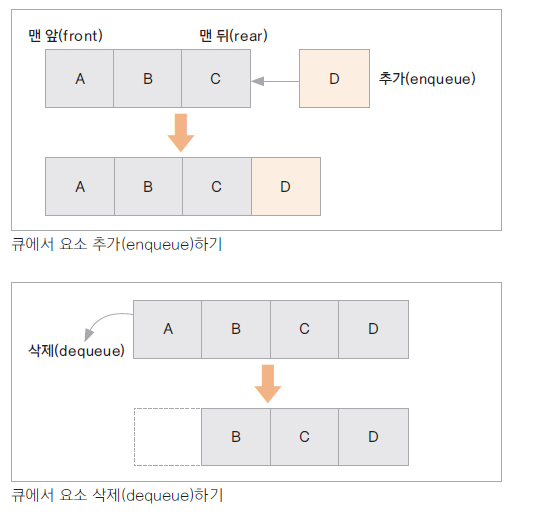 맨 앞(front) 맨 뒤(rear)
A B C D 추가(enqueue)
A B C D
큐에서 요소 추가(enqueue)하기
A B C D
삭제(dequeue)
B C D
큐에서 요소 삭제(dequeue)하기